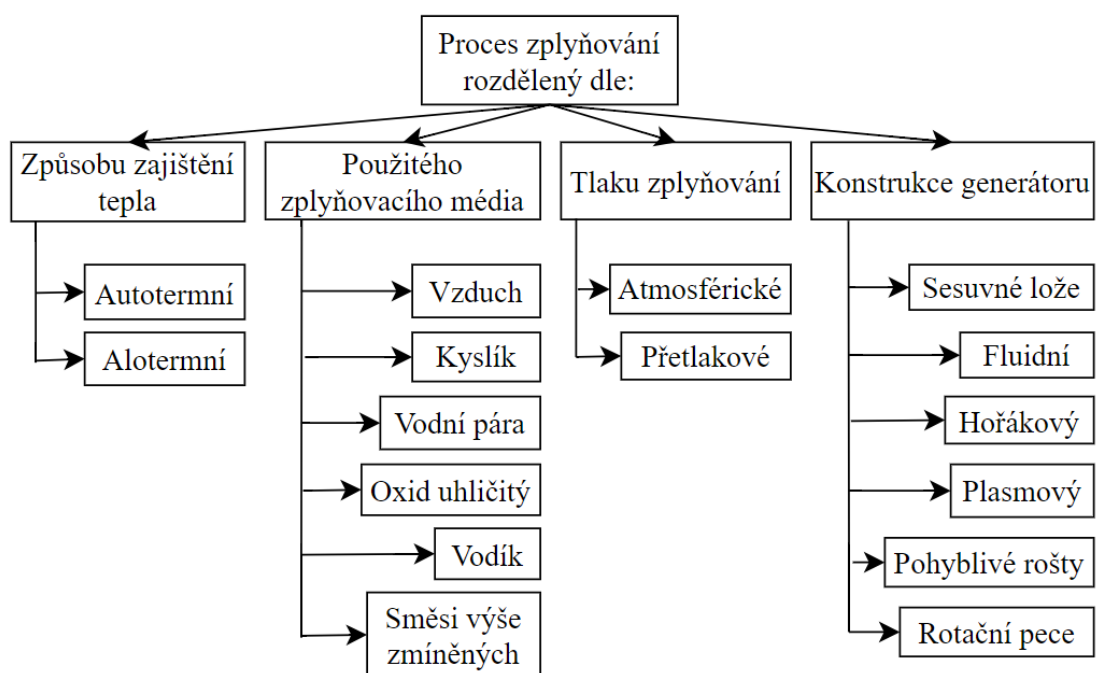 Proces zplyňování
rozdělený dle:
Způsobu zajištění
tepla
Autotermní
Alotermní
Použitého
zplyňovacího média
Vzduch
Kyslík
Vodní pára
Oxid uhličitý
Vodík
Směsi výše
zmíněných
Tlaku zplyňování
Atmosférické
Přetlakové
Konstrukce generátoru
Sesuvné lože
Fluidní
Hořákový
Plasmový
Pohyblivé rošty
Rotační pece